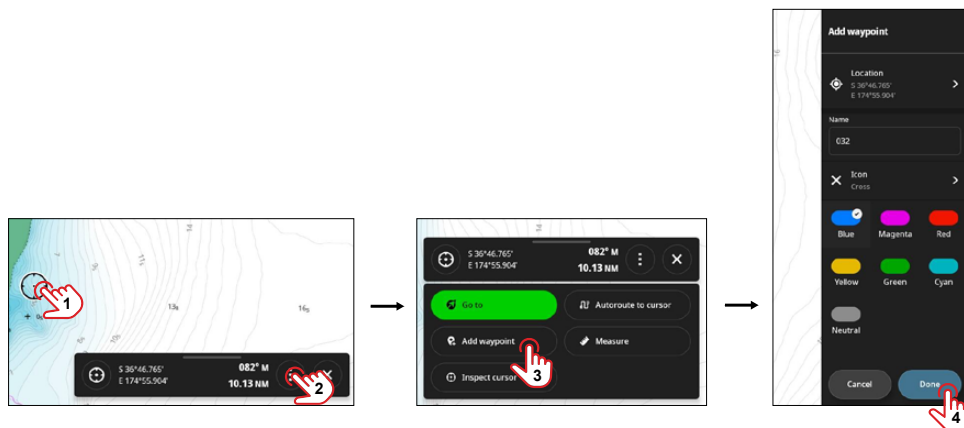 1
13₆
16₅
S 36°46.765'
E 174°55.904'
082° M
10.13 NM
2
S 36°46.765'
E 174°55.904'
082° M
10.13 NM
Go to
Autoroute to cursor
Add waypoint
Measure
3
Inspect cursor
Add waypoint
Location
S 36°46.765'
E 174°55.904'
Name
032
Icon
Cross
Blue
Magenta
Red
Yellow
Green
Cyan
Neutral
Cancel
Done
4